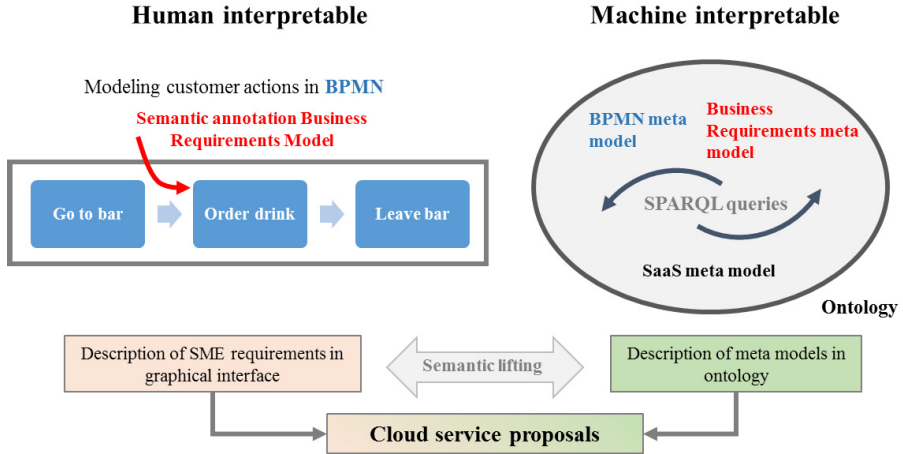 Human interpretable
Machine interpretable
Modeling customer actions in BPMN
Semantic annotation Business
Requirements Model
Go to bar
Order drink
Leave bar
BPMN meta
model
Business
Requirements meta
model
SPARQL queries
SaaS meta model
Ontology
Description of SME requirements in
graphical interface
Semantic lifting
Description of meta models in
ontology
Cloud service proposals